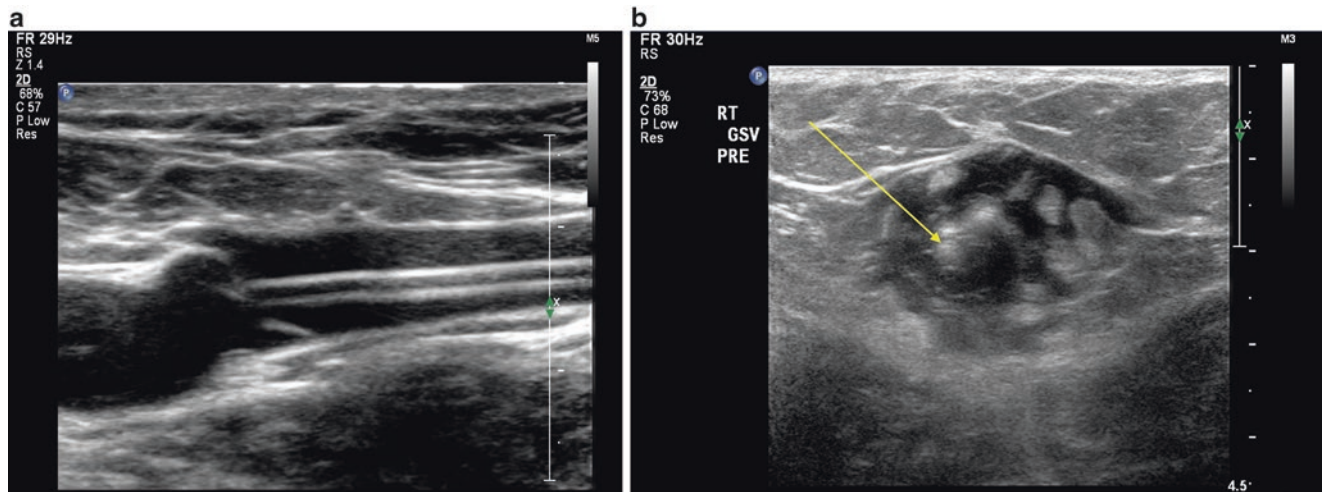 a
FR 29Hz
RS
Z 1.4
2D
68%
C 57
P Low
Res
M5
P
X
b
FR 30Hz
RS
2D
73%
C 68
P Low
Res
M3
P
RT
GSV
PRE
X
4.5